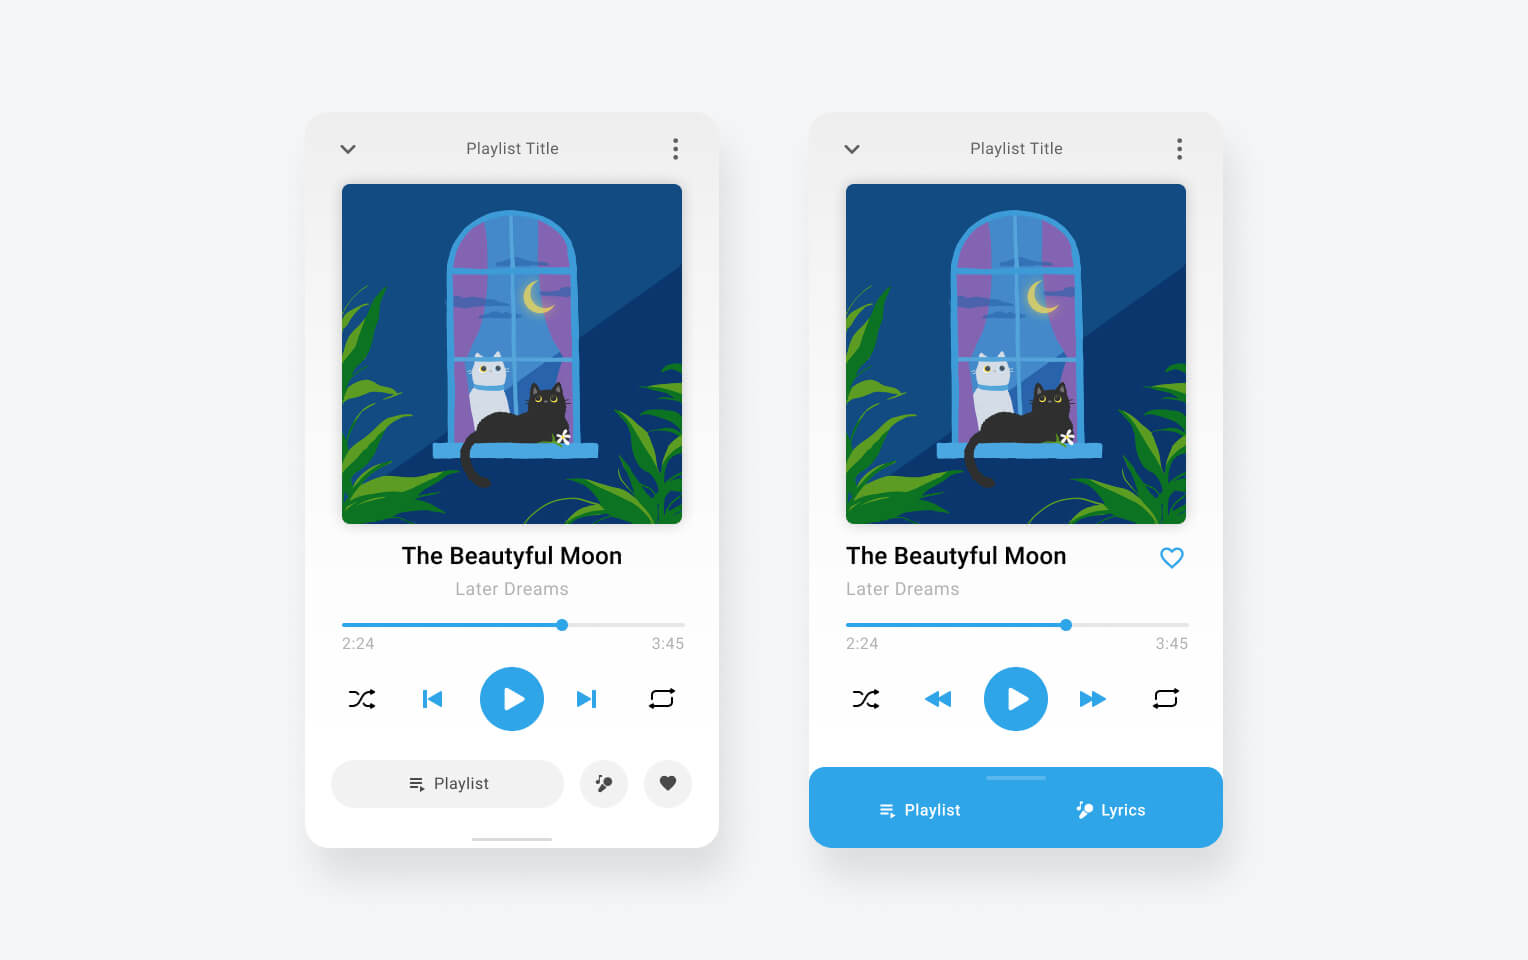 Playlist Title
The Beautyful Moon
Later Dreams
2:24 3:45
Playlist
Playlist Title
The Beautyful Moon
Later Dreams
2:24 3:45
Playlist Lyrics